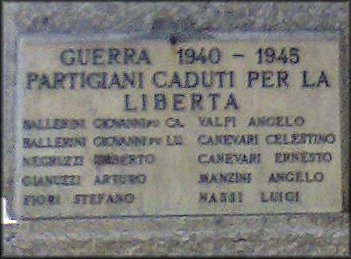 GUERRA 1940 - 1945
PARTIGIANI CADUTI PER LA
LIBERTA
BALLERINI GIOVANNI FU CA. VALPI ANGELO
BALLERINI GIOVANNI FU LU. CANEVARI CELESTINO
NEGRUZZI UMBERTO CANEVARI ERNESTO
GIANUZZI ARTURO MANZINI ANGELO
FIORI STEFANO MASSI LUIGI